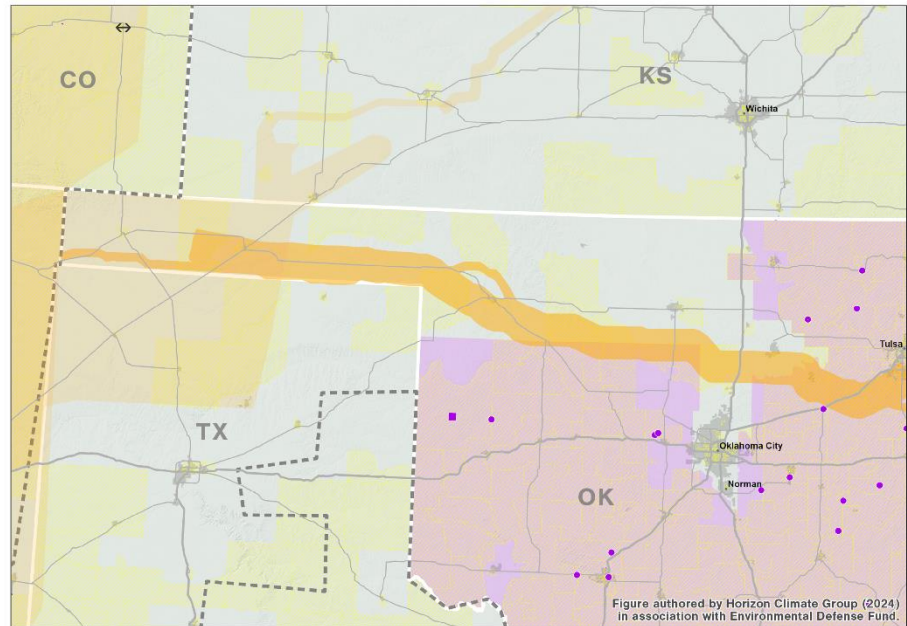 CO
KS
Wichita
Tulsa
TX
Oklahoma City
Norman
OK
Figure authored by Horizon Climate Group (2024)
in association with Environmental Defense Fund.